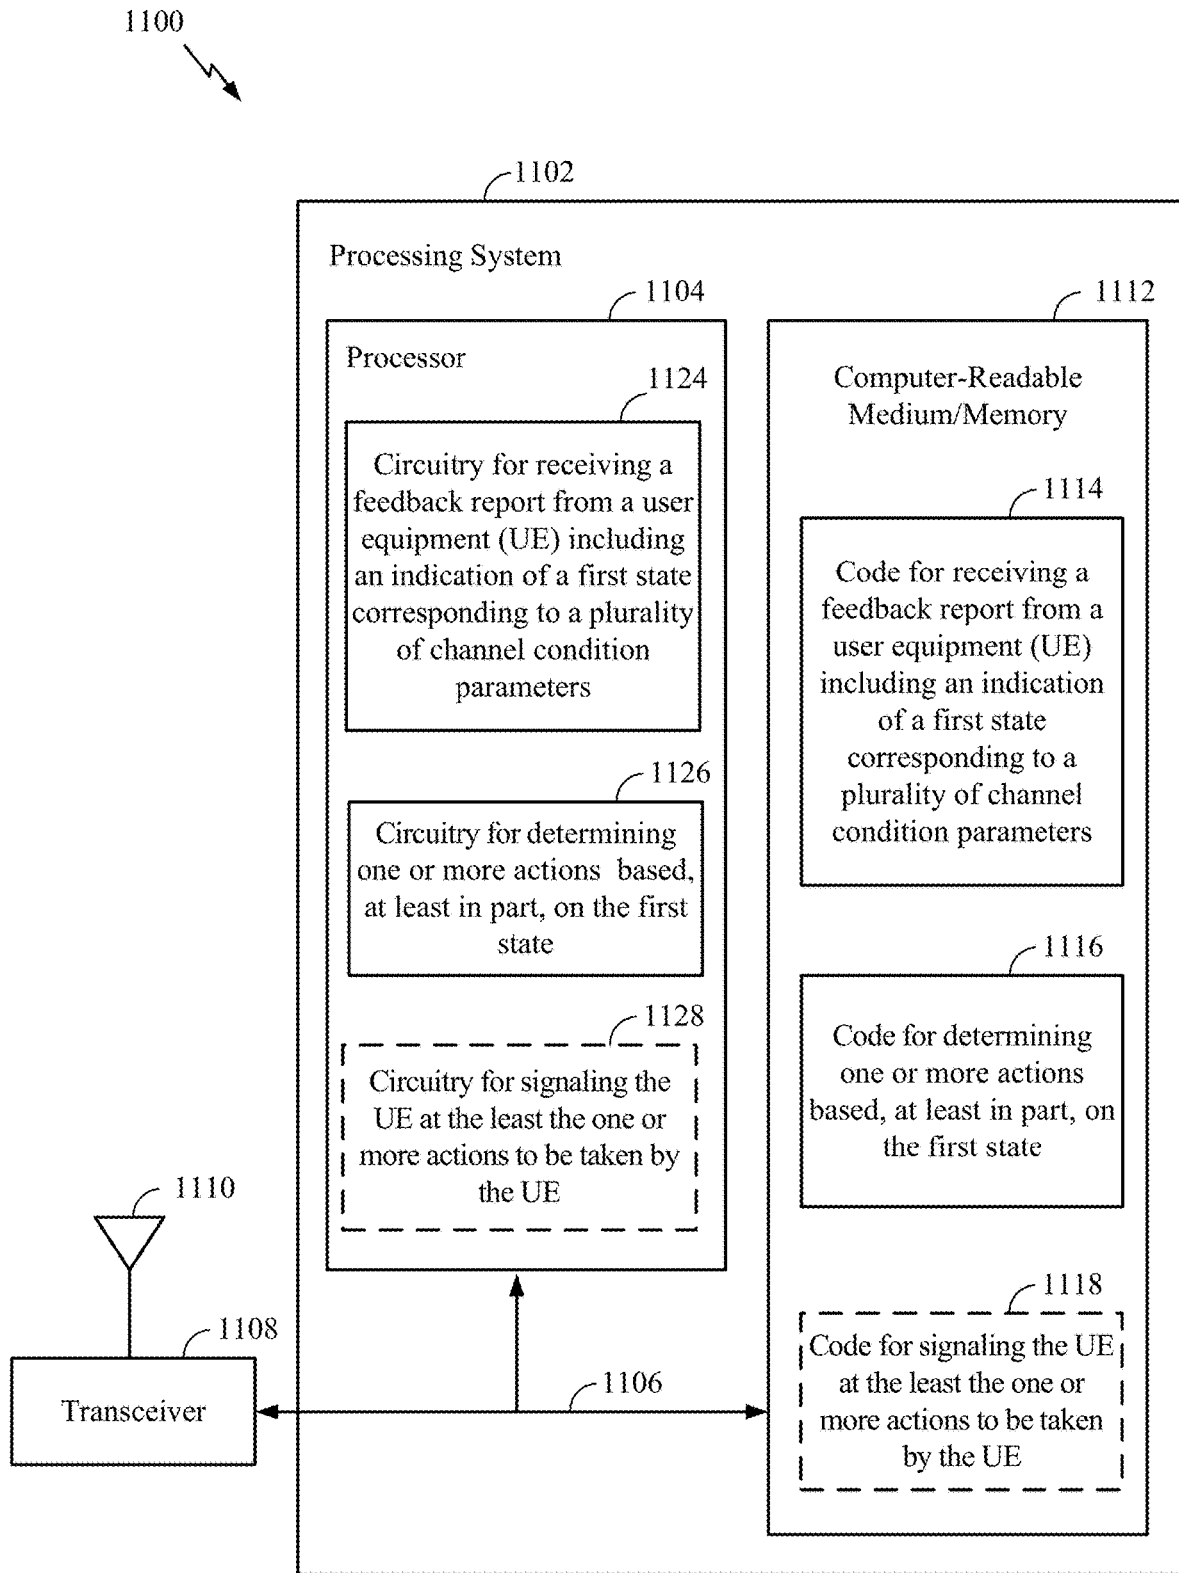 1100
1102
Processing System
1104
Processor
1124
Circuitry for receiving a
feedback report from a user
equipment (UE) including
an indication of a first state
corresponding to a plurality
of channel condition
parameters
1126
Circuitry for determining
one or more actions based,
at least in part, on the first
state
1128
Circuitry for signaling the
UE at the least the one or
more actions to be taken by
the UE
1112
Computer-Readable
Medium/Memory
1114
Code for receiving a
feedback report from a
user equipment (UE)
including an indication
of a first state
corresponding to a
plurality of channel
condition parameters
1116
Code for determining
one or more actions
based, at least in part, on
the first state
1118
Code for signaling the UE
at the least the one or
more actions to be taken
by the UE
1110
1108
Transceiver
1106